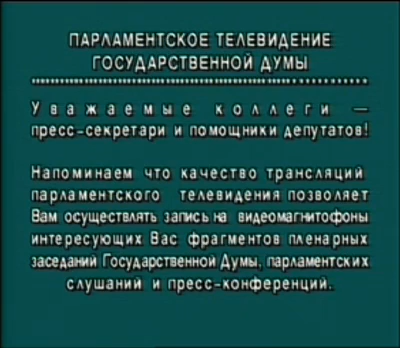 ПАРЛАМЕНТСКОЕ ТЕЛЕВИДЕНИЕ
ГОСУДАРСТВЕННОЙ ДУМЫ
Уважаемые коллеги —
пресс-секретари и помощники депутатов!
Напоминаем что качество трансляций
парламентского телевидения позволяет
Вам осуществлять запись на видеомагнитофоны
интересующих Вас фрагментов пленарных
заседаний Государственной Думы, парламентских
слушаний и пресс-конференций.